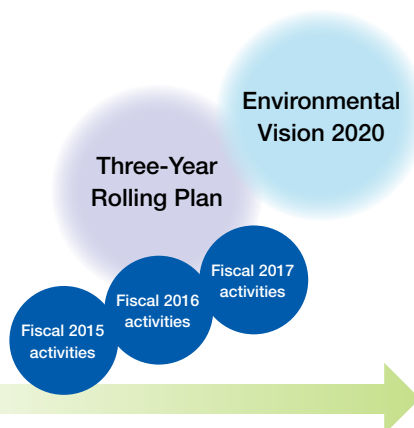 Environmental
Vision 2020
Three-Year
Rolling Plan
Fiscal 2017
activities
Fiscal 2016
activities
Fiscal 2015
activities